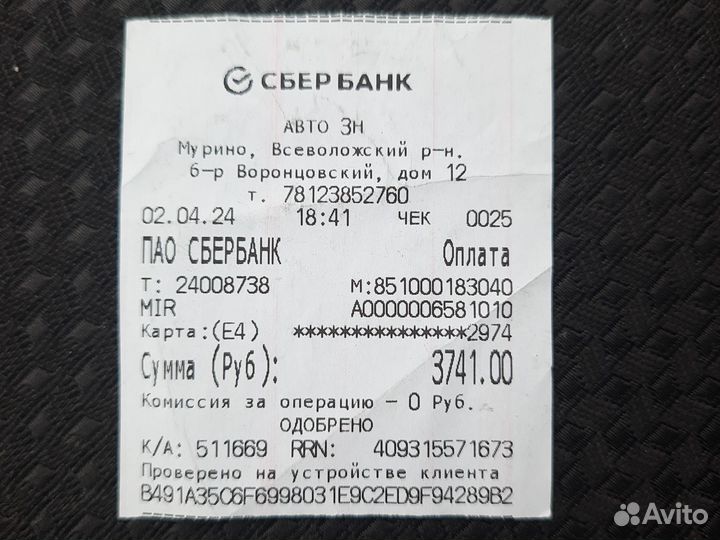 СБЕР БАНК
АВТО ЗН
Мурино, Всеволожский р-н.
б-р Воронцовский, дом 12
т. 78123852760
02.04.24 18:41 ЧЕК 0025
ПАО СБЕРБАНК Оплата
Т: 24008738 М:851000183040
MIR A0000006581010
Карта:(Е4) ***************2974
Сумма (Руб): 3741.00
Комиссия за операцию – 0 Руб.
ОДОБРЕНО
К/А: 511669 RRN: 409315571673
Проверено на устройстве клиента
B491A35C6F6998031E9C2ED9F94289B2
Avito